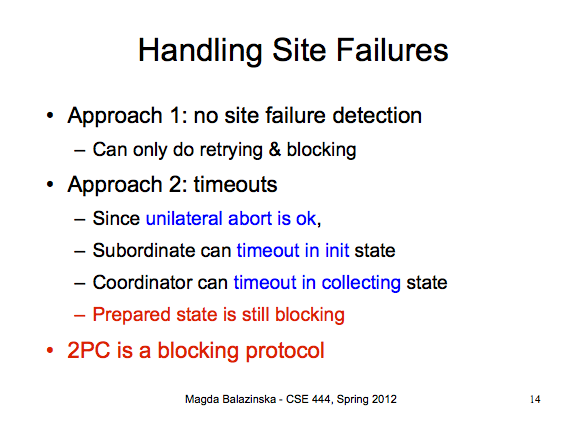 Handling Site Failures
• Approach 1: no site failure detection
– Can only do retrying & blocking
• Approach 2: timeouts
– Since unilateral abort is ok,
– Subordinate can timeout in init state
– Coordinator can timeout in collecting state
– Prepared state is still blocking
• 2PC is a blocking protocol
Magda Balazinska - CSE 444, Spring 2012 14